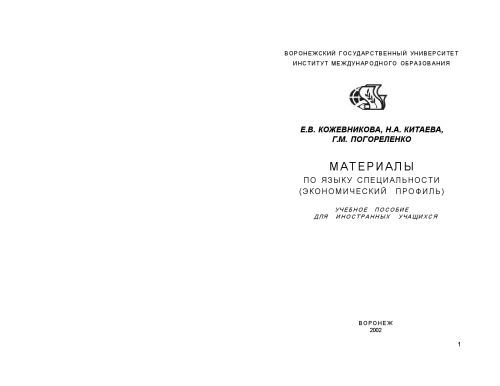 ВОРОНЕЖСКИЙ ГОСУДАРСТВЕННЫЙ УНИВЕРСИТЕТ
ИНСТИТУТ МЕЖДУНАРОДНОГО ОБРАЗОВАНИЯ
Е.В. КОЖЕВНИКОВА, Н.А. КИТАЕВА,
Г.М. ПОГОРЕЛЕНКО
МАТЕРИАЛЫ
ПО ЯЗЫКУ СПЕЦИАЛЬНОСТИ
(ЭКОНОМИЧЕСКИЙ ПРОФИЛЬ)
УЧЕБНОЕ ПОСОБИЕ
ДЛЯ ИНОСТРАННЫХ УЧАЩИХСЯ
ВОРОНЕЖ
2002
1